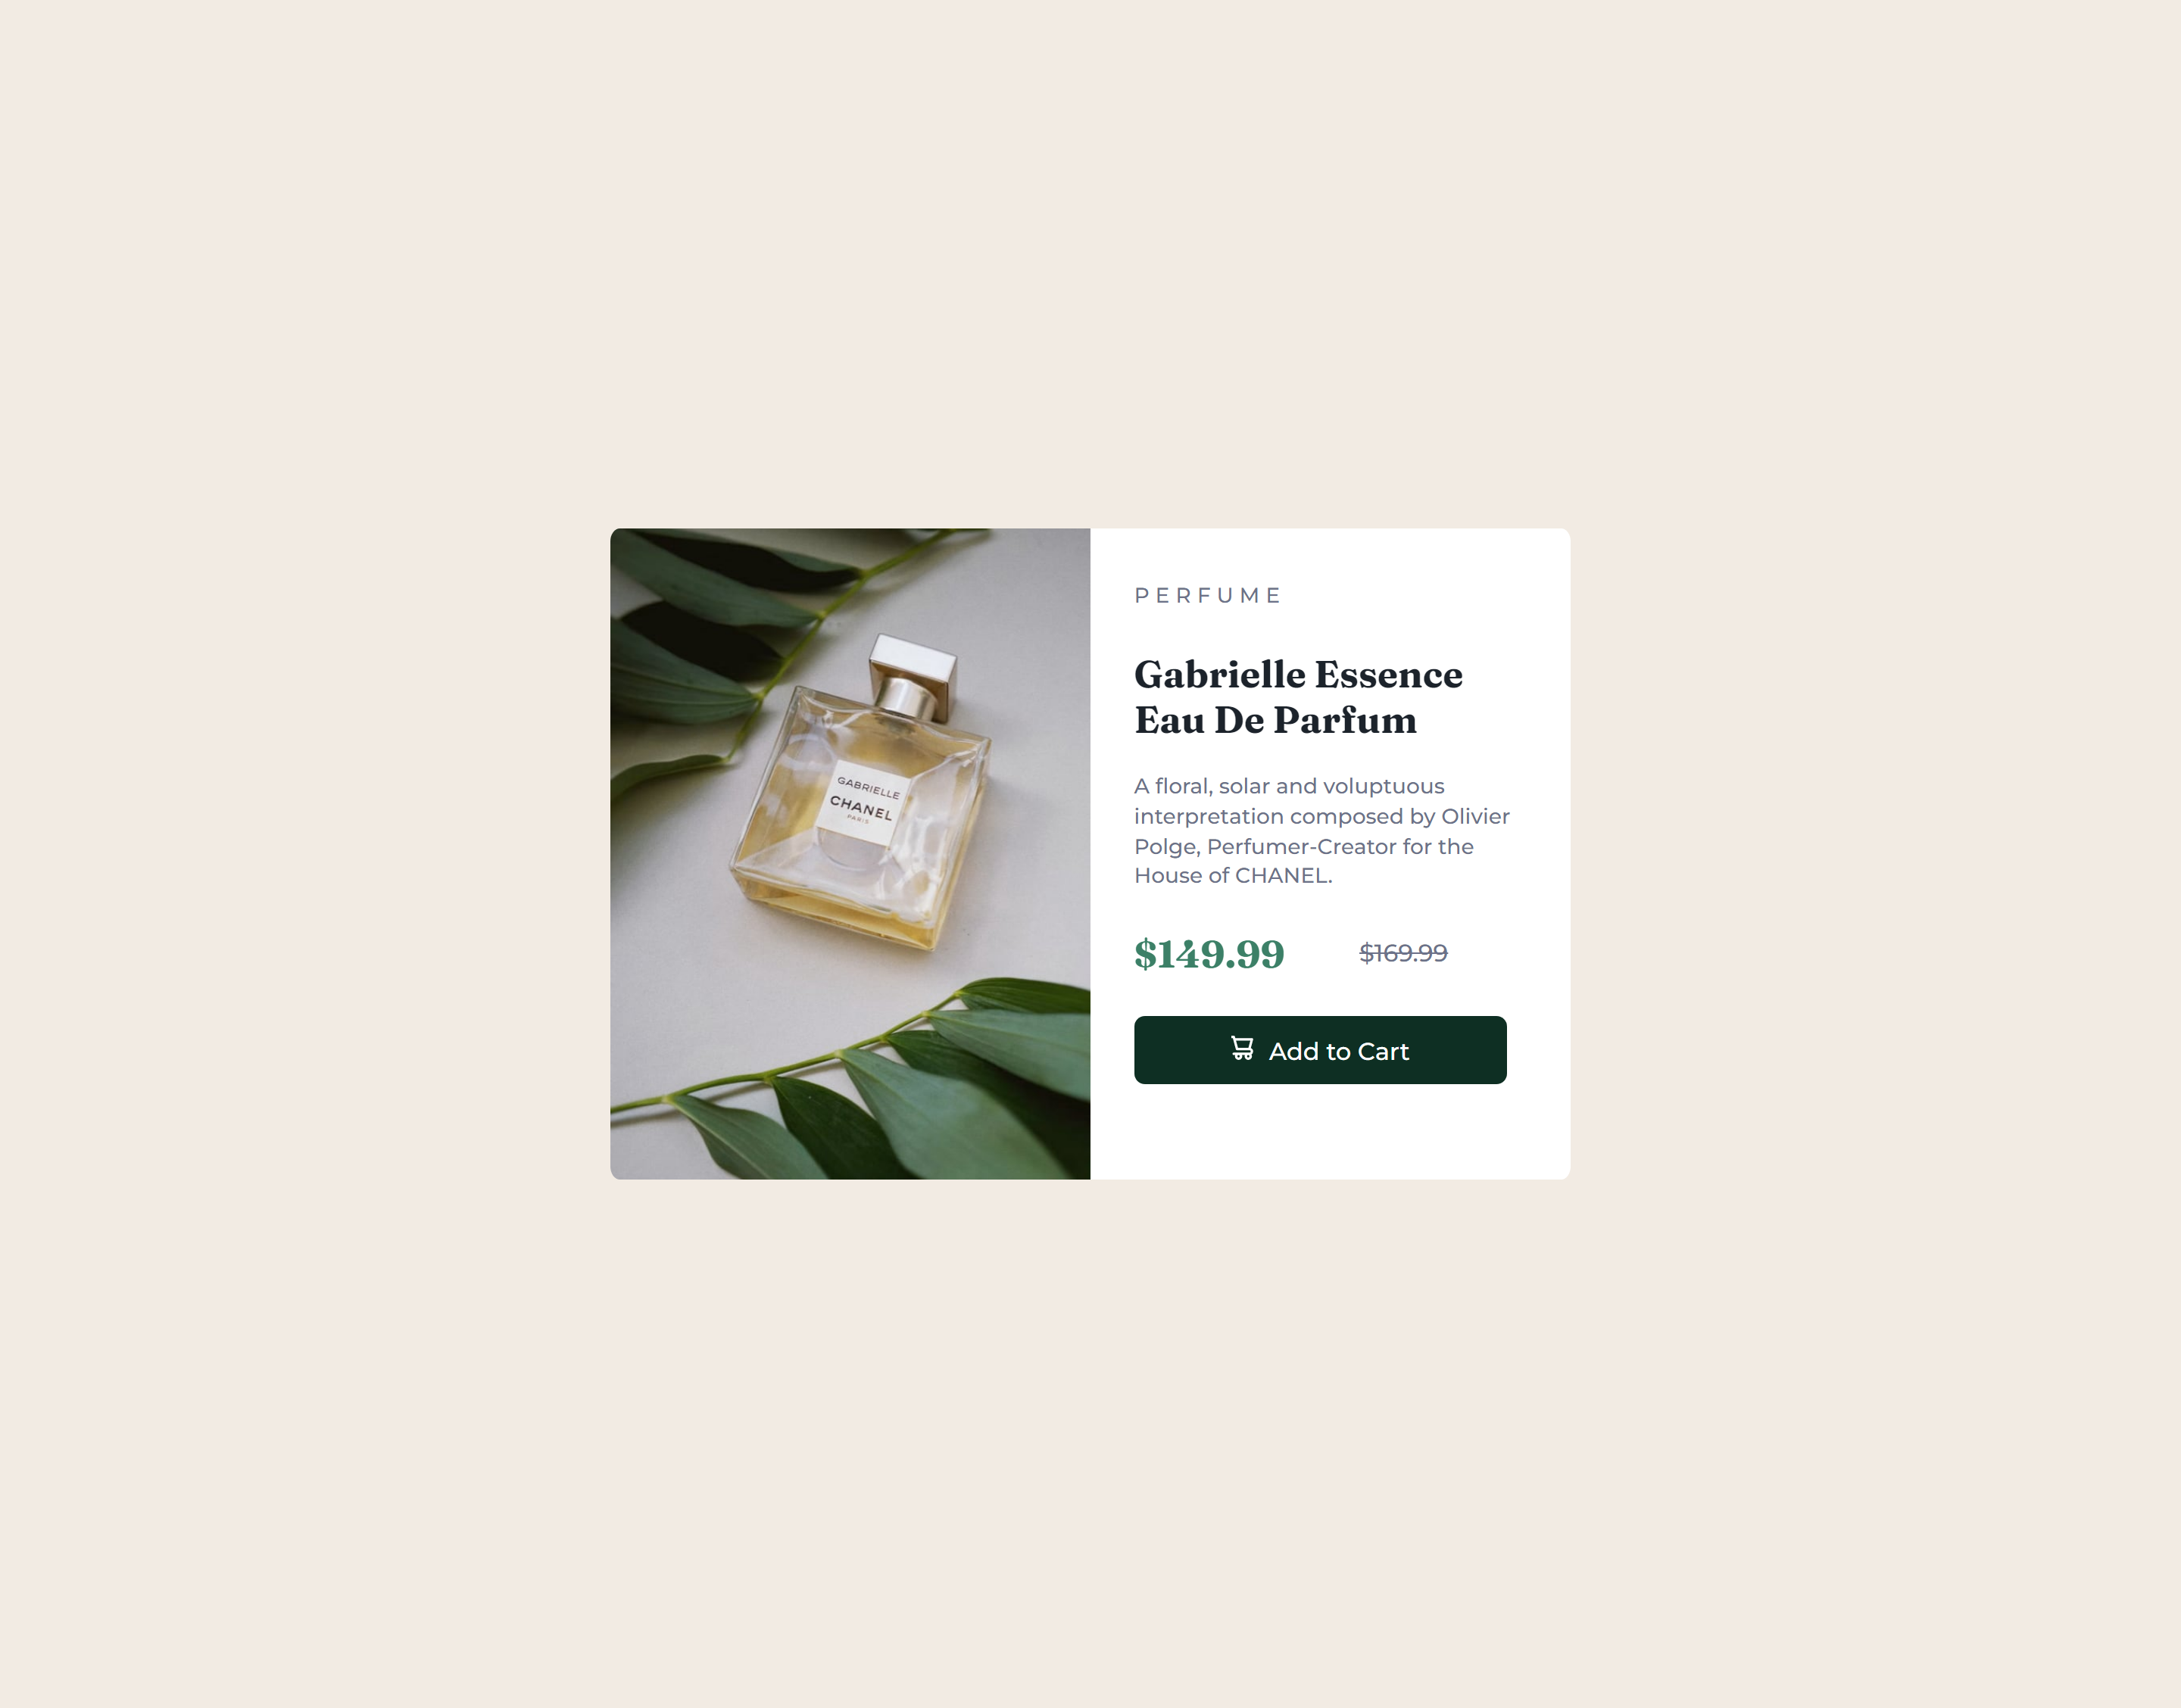 GABRIELLE
CHANEL
PARIS
PERFUME
Gabrielle Essence
Eau De Parfum
A floral, solar and voluptuous
interpretation composed by Olivier
Polge, Perfumer-Creator for the
House of CHANEL.
$149.99 $169.99
Add to Cart